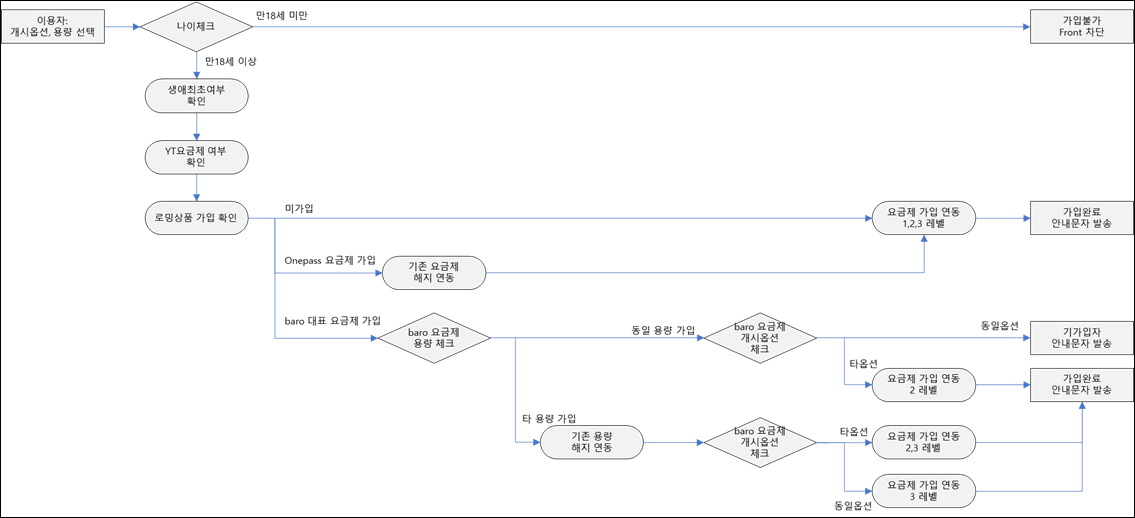 이용자:
개시옵션, 용량 선택
나이체크
만18세 미만
가입불가
Front 차단
만18세 이상
생애최초여부
확인
YT요금제 여부
확인
로밍상품 가입 확인
미가입
요금제 가입 연동
1,2,3 레벨
가입완료
안내문자 발송
Onepass 요금제 가입
기존 요금제
해지 연동
baro 대표 요금제 가입
baro 요금제
용량 체크
동일 용량 가입
baro 요금제
개시옵션
체크
동일옵션
기가입자
안내문자 발송
타옵션
요금제 가입 연동
2 레벨
가입완료
안내문자 발송
타 용량 가입
기존 용량
해지 연동
baro 요금제
개시옵션
체크
타옵션
요금제 가입 연동
2,3 레벨
동일옵션
요금제 가입 연동
3 레벨